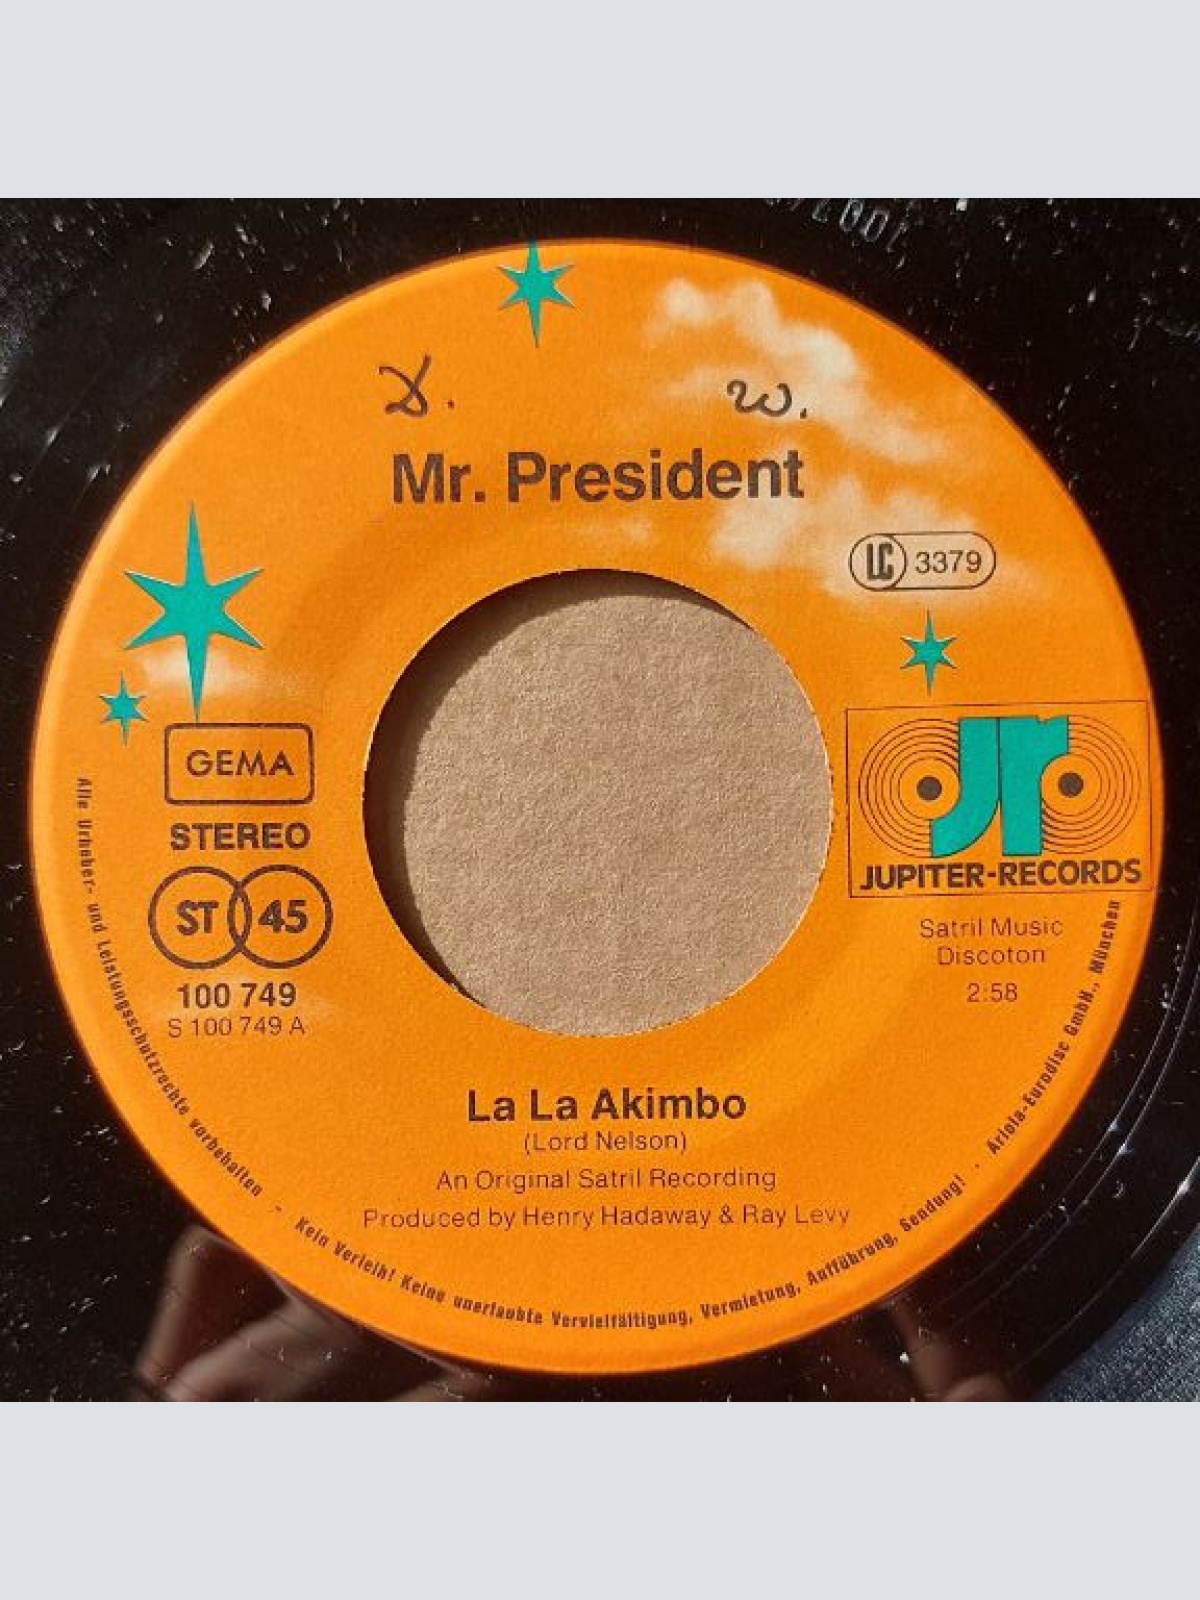 w.
Mr. President
LC 3379
GEMA
STEREO
ST 45
100 749
S 100 749 A
jr
JUPITER-RECORDS
Satril Music
Discoton
2:58
La La Akimbo
(Lord Nelson)
An Original Satril Recording
Produced by Henry Hadaway & Ray Levy
Alle Urheber- und Leistungsschutzrechte vorbehalten - Kein Verleih! Keine unerlaubte Vervielfältigung, Vermietung, Aufführung, Sendung! · Ariola-Eurodisc GmbH., München